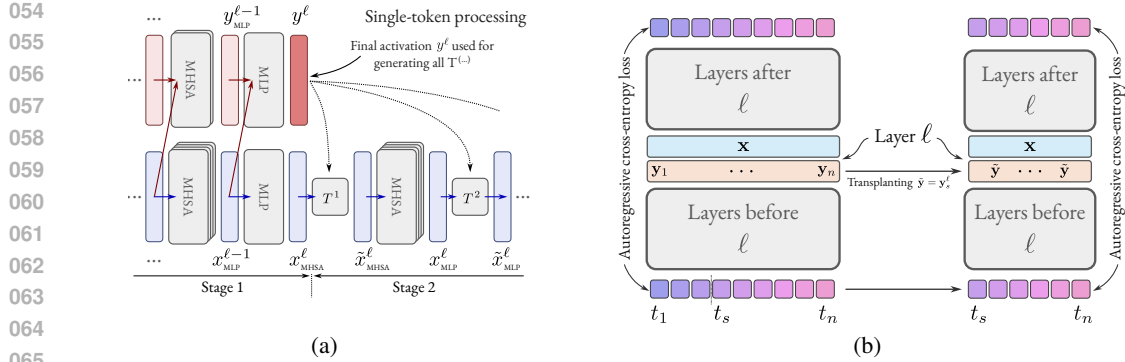 054
055
056
057
058
059
060
061
062
063
064
065
...
y^{ℓ-1}_{MLP}
y^ℓ
Single-token processing
Final activation y^ℓ used for
generating all T^{(...)}
...
MHSA
MLP
...
MHSA
MLP
T^1
MHSA
T^2
...
...
x^{ℓ-1}_{MLP}
x^ℓ_{MHSA}
x̃^ℓ_{MHSA}
x^ℓ_{MLP}
x̃^ℓ_{MLP}
Stage 1
Stage 2
(a)
Autoregressive cross-entropy loss
Layers after
ℓ
x
y_1 ... y_n
Layers before
ℓ
t_1 t_s t_n
Layer ℓ
Transplanting ỹ = y^ℓ_s
Layers after
ℓ
x
ỹ ... ỹ
Layers before
ℓ
t_s t_n
Autoregressive cross-entropy loss
(b)